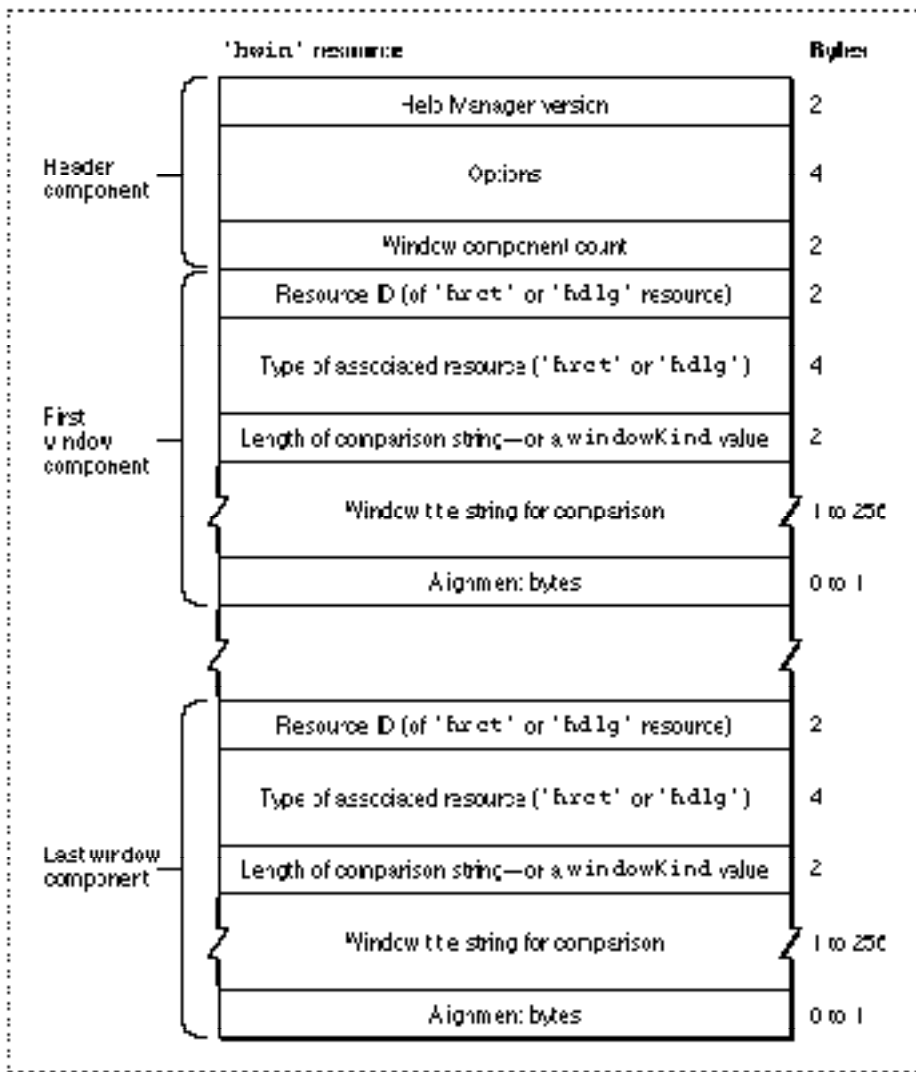 'hwin' resource Bytes
Help Manager version 2
Header component
Options 4
Window component count 2
Resource ID (of 'hrct' or 'hdlg' resource) 2
Type of associated resource ('hrct' or 'hdlg') 4
First window component
Length of comparison string—or a windowKind value 2
Window title string for comparison 1 to 256
Alignment bytes 0 to 1
Resource ID (of 'hrct' or 'hdlg' resource) 2
Type of associated resource ('hrct' or 'hdlg') 4
Last window component
Length of comparison string—or a windowKind value 2
Window title string for comparison 1 to 256
Alignment bytes 0 to 1